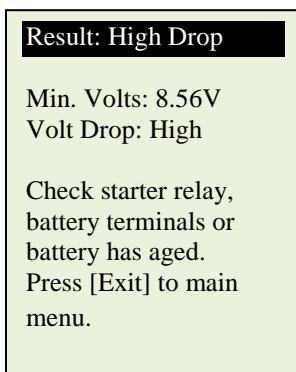 Result: High Drop
Min. Volts: 8.56V
Volt Drop: High
Check starter relay,
battery terminals or
battery has aged.
Press [Exit] to main
menu.